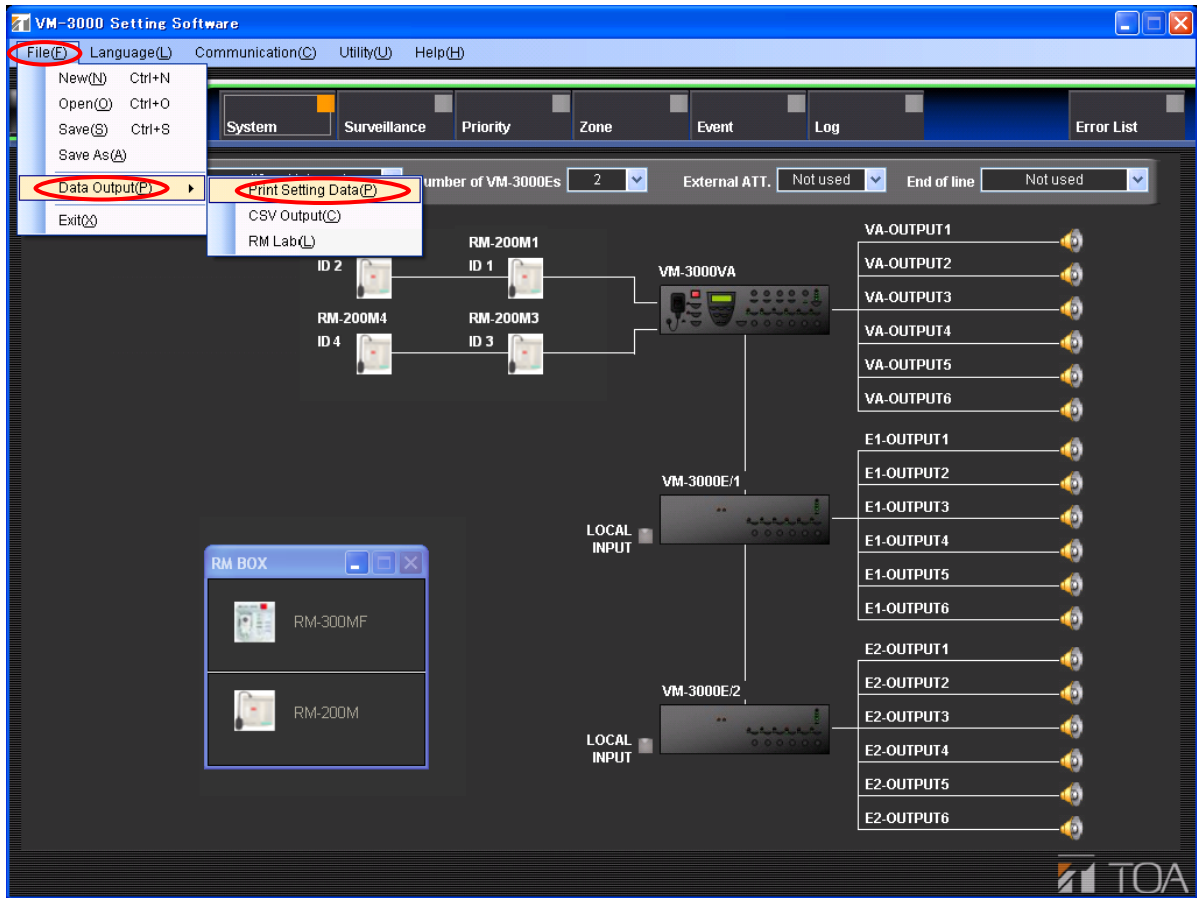 VM-3000 Setting Software
File(F) Language(L) Communication(C) Utility(U) Help(H)
New(N) Ctrl+N
Open(O) Ctrl+O
Save(S) Ctrl+S
Save As(A)
Data Output(P)
Exit(X)
Print Setting Data(P)
CSV Output(C)
RM Lab(L)
System Surveillance Priority Zone Event Log Error List
umber of VM-3000Es 2 External ATT. Not used End of line Not used
RM-200M1
ID 2 ID 1
RM-200M4 RM-200M3
ID 4 ID 3
VM-3000VA
VA-OUTPUT1
VA-OUTPUT2
VA-OUTPUT3
VA-OUTPUT4
VA-OUTPUT5
VA-OUTPUT6
VM-3000E/1
LOCAL
INPUT
E1-OUTPUT1
E1-OUTPUT2
E1-OUTPUT3
E1-OUTPUT4
E1-OUTPUT5
E1-OUTPUT6
RM BOX
RM-300MF
RM-200M
VM-3000E/2
LOCAL
INPUT
E2-OUTPUT1
E2-OUTPUT2
E2-OUTPUT3
E2-OUTPUT4
E2-OUTPUT5
E2-OUTPUT6
TOA